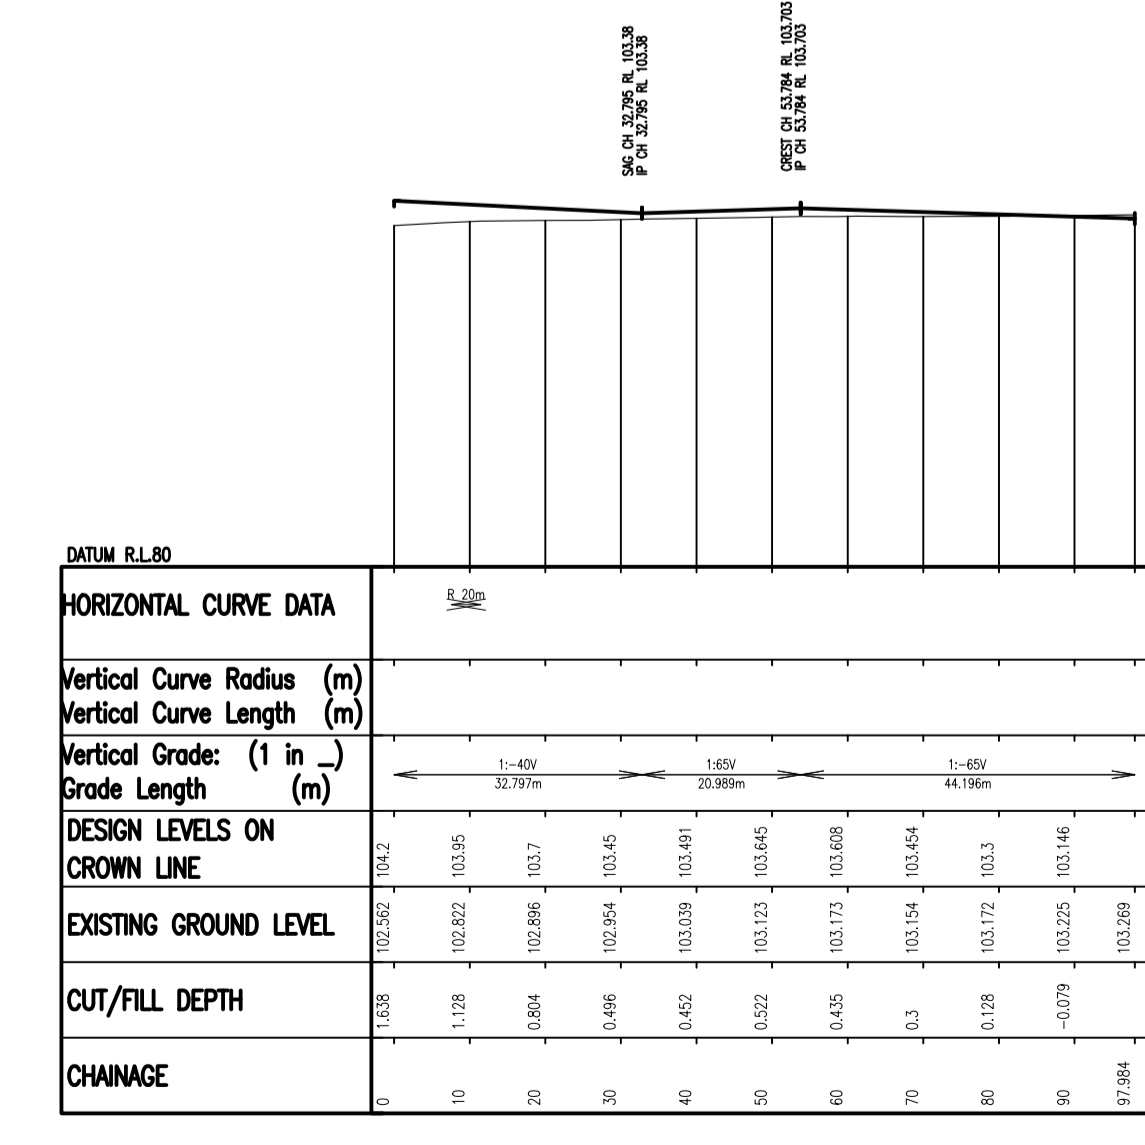 SAG CH 32.795 RL 103.38
IP CH 32.795 RL 103.38
CREST CH 53.784 RL 103.703
IP CH 53.784 RL 103.703
DATUM R.L.80
HORIZONTAL CURVE DATA
R 20m
Vertical Curve Radius (m)
Vertical Curve Length (m)
Vertical Grade: (1 in _)
Grade Length (m)
1:-40V
32.797m
1:65V
20.989m
1:-65V
44.196m
DESIGN LEVELS ON
CROWN LINE
104.2
103.95
103.7
103.45
103.491
103.645
103.608
103.454
103.3
103.146
EXISTING GROUND LEVEL
102.562
102.822
102.896
102.954
103.039
103.123
103.173
103.154
103.172
103.225
103.269
CUT/FILL DEPTH
1.638
1.128
0.804
0.496
0.452
0.522
0.435
0.3
0.128
-0.079
CHAINAGE
0
10
20
30
40
50
60
70
80
90
97.984